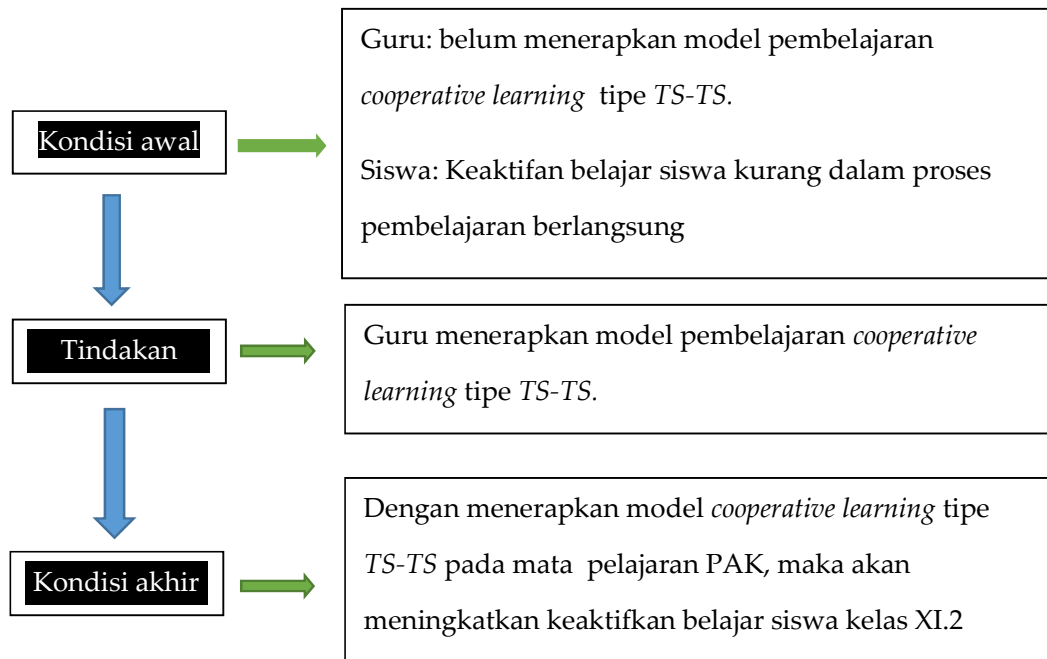 Kondisi awal
Guru: belum menerapkan model pembelajaran
cooperative learning tipe TS-TS.
Siswa: Keaktifan belajar siswa kurang dalam proses
pembelajaran berlangsung
Tindakan
Guru menerapkan model pembelajaran cooperative
learning tipe TS-TS.
Kondisi akhir
Dengan menerapkan model cooperative learning tipe
TS-TS pada mata pelajaran PAK, maka akan
meningkatkan keaktifkan belajar siswa kelas XI.2